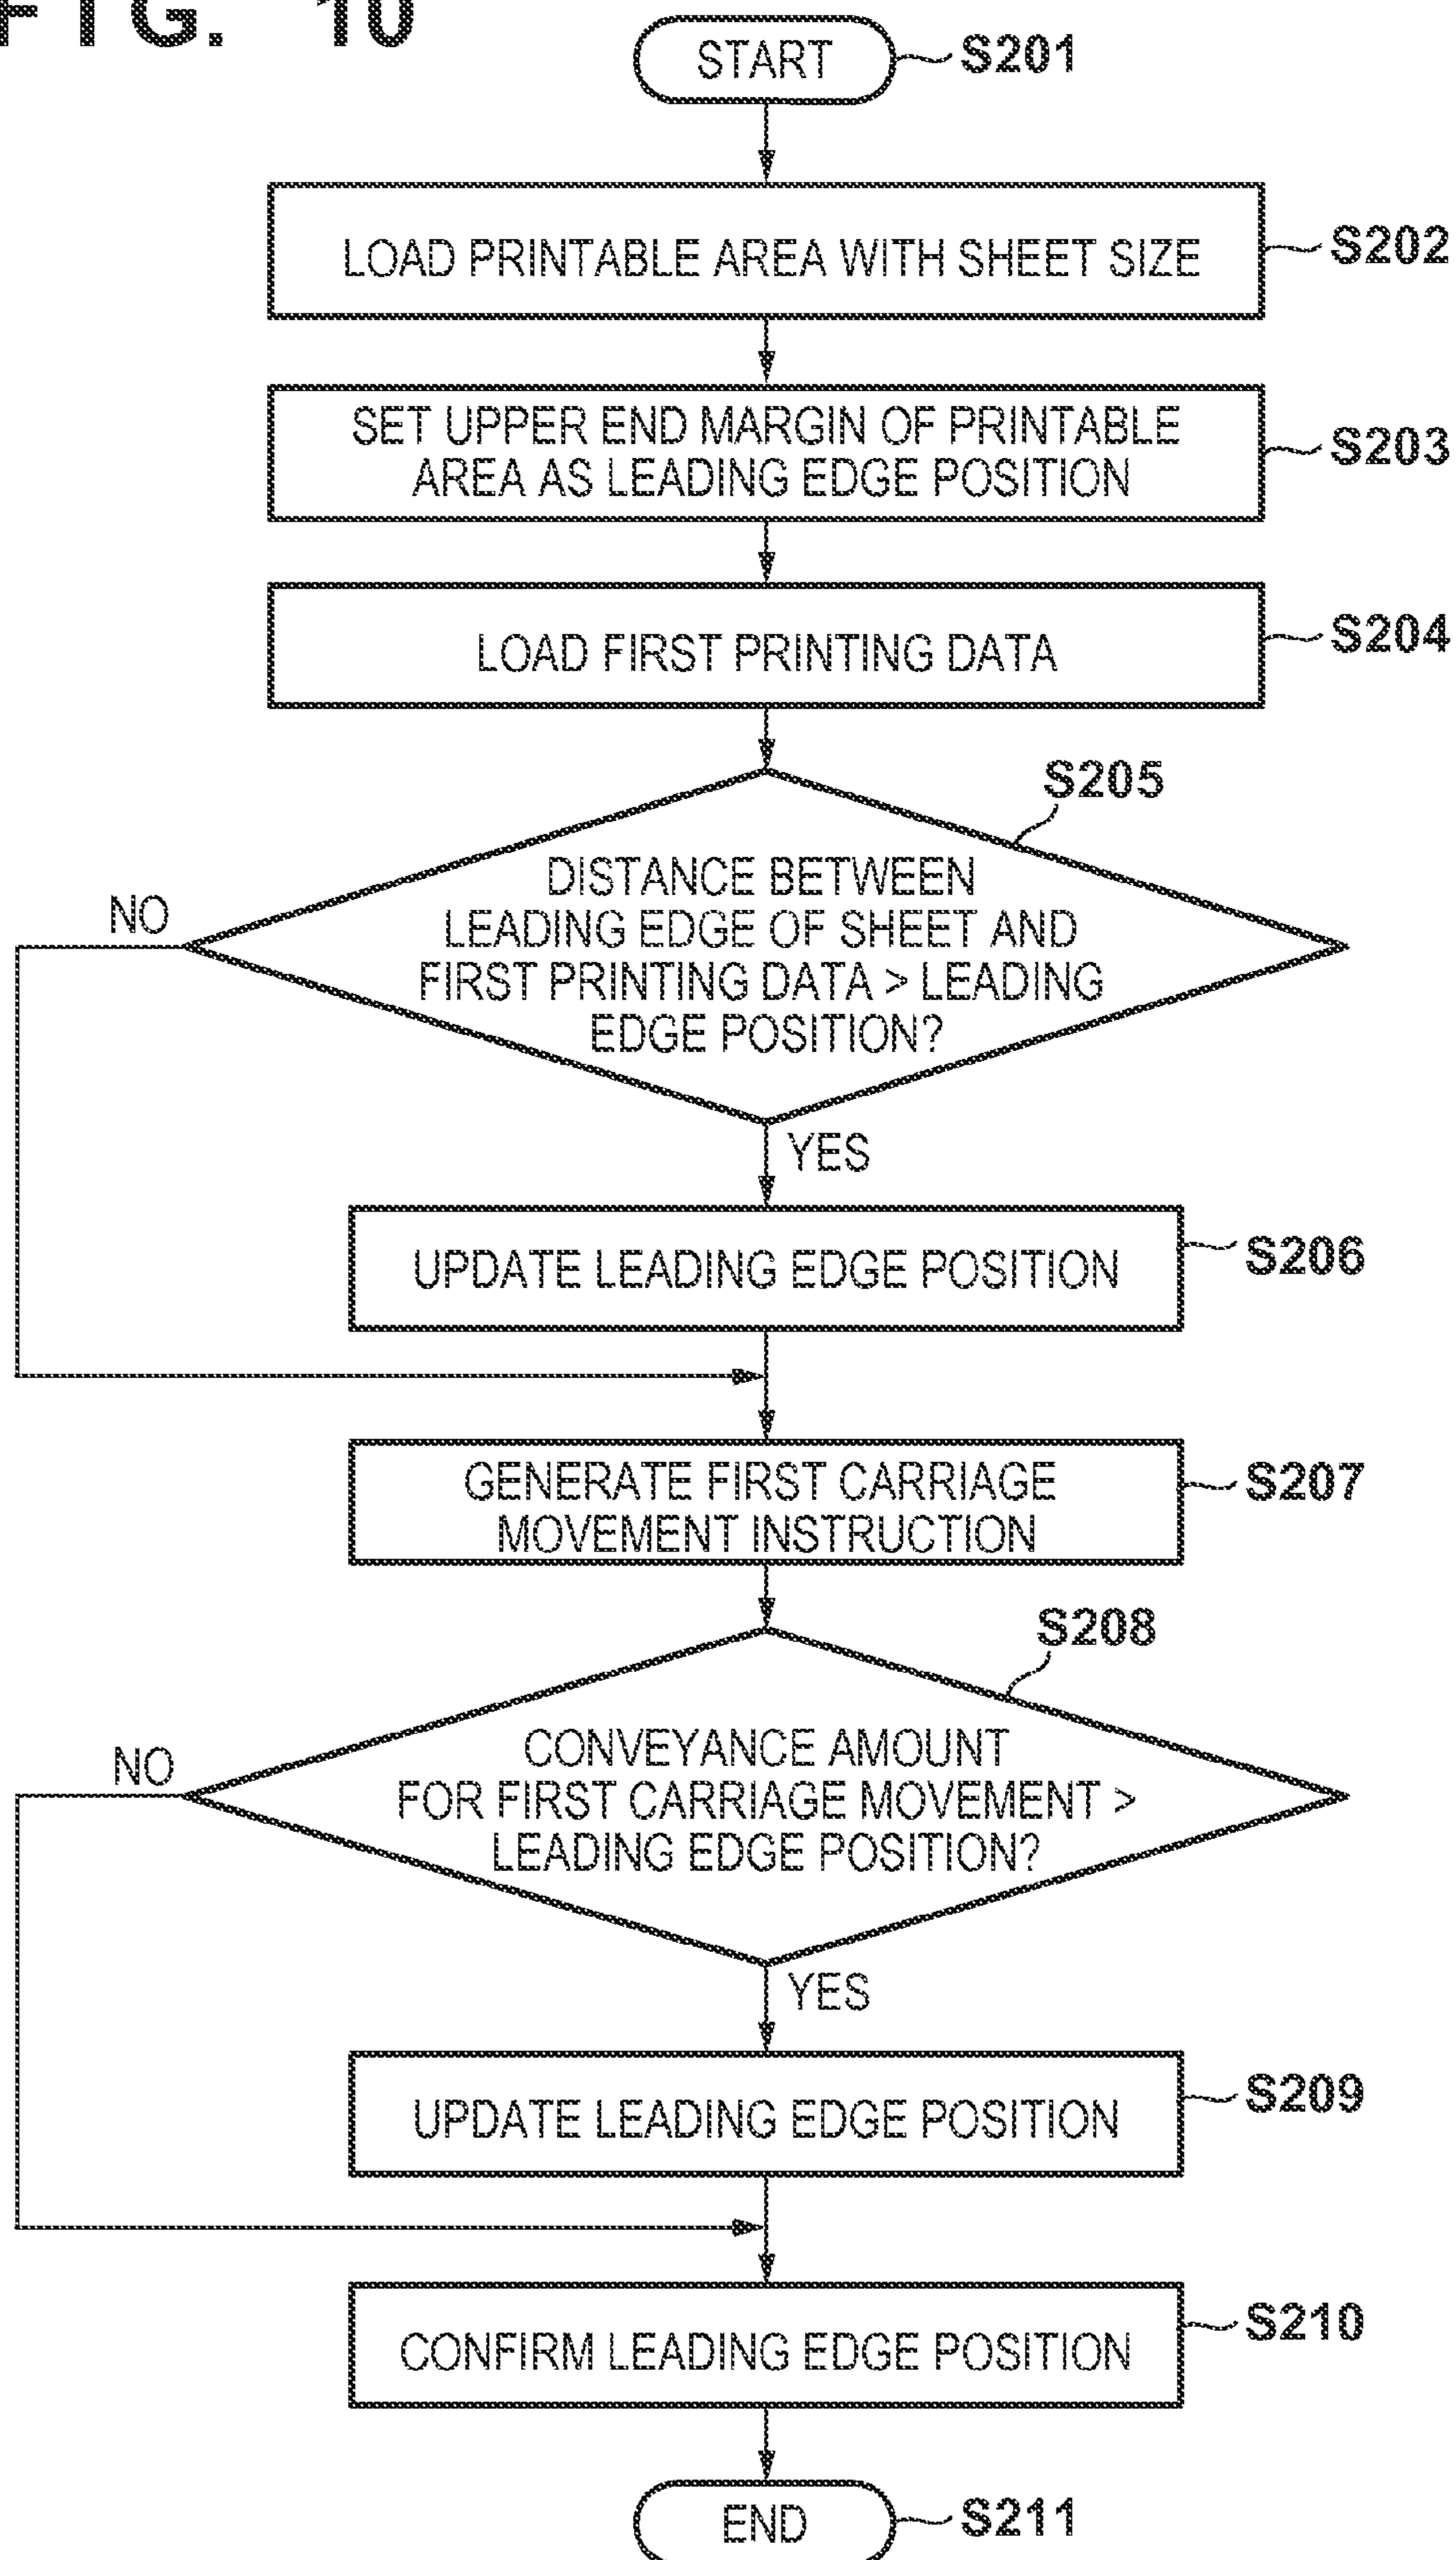 FIG. 10
START
S201
LOAD PRINTABLE AREA WITH SHEET SIZE
S202
SET UPPER END MARGIN OF PRINTABLE
AREA AS LEADING EDGE POSITION
S203
LOAD FIRST PRINTING DATA
S204
S205
DISTANCE BETWEEN
LEADING EDGE OF SHEET AND
FIRST PRINTING DATA > LEADING
EDGE POSITION?
NO
YES
UPDATE LEADING EDGE POSITION
S206
GENERATE FIRST CARRIAGE
MOVEMENT INSTRUCTION
S207
S208
CONVEYANCE AMOUNT
FOR FIRST CARRIAGE MOVEMENT >
LEADING EDGE POSITION?
NO
YES
UPDATE LEADING EDGE POSITION
S209
CONFIRM LEADING EDGE POSITION
S210
END
S211